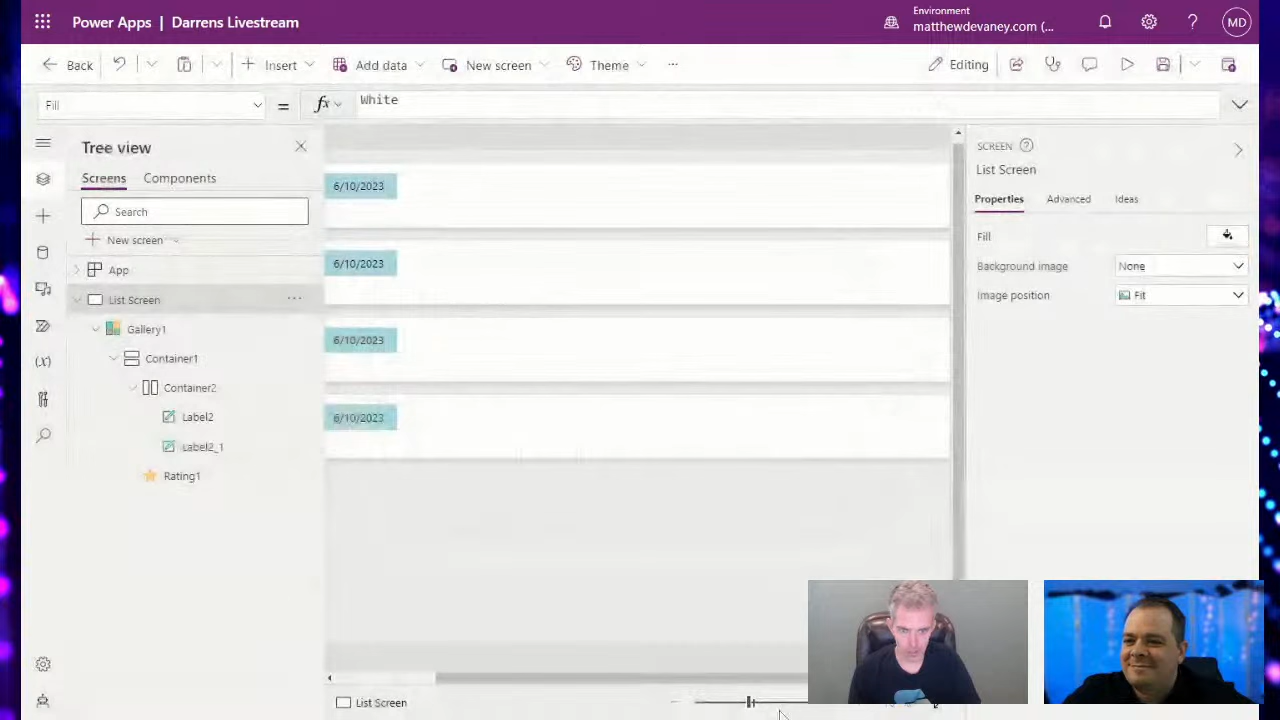 Power Apps | Darrens Livestream
Environment
matthewdevaney.com (...
MD
Back
Insert
Add data
New screen
Theme
...
Editing
Fill
=
fx
White
Tree view
Screens
Components
Search
New screen
App
List Screen
...
Gallery1
Container1
Container2
Label2
Label2_1
Rating1
6/10/2023
6/10/2023
6/10/2023
6/10/2023
SCREEN
List Screen
Properties
Advanced
Ideas
Fill
Background image
None
Image position
Fit
List Screen